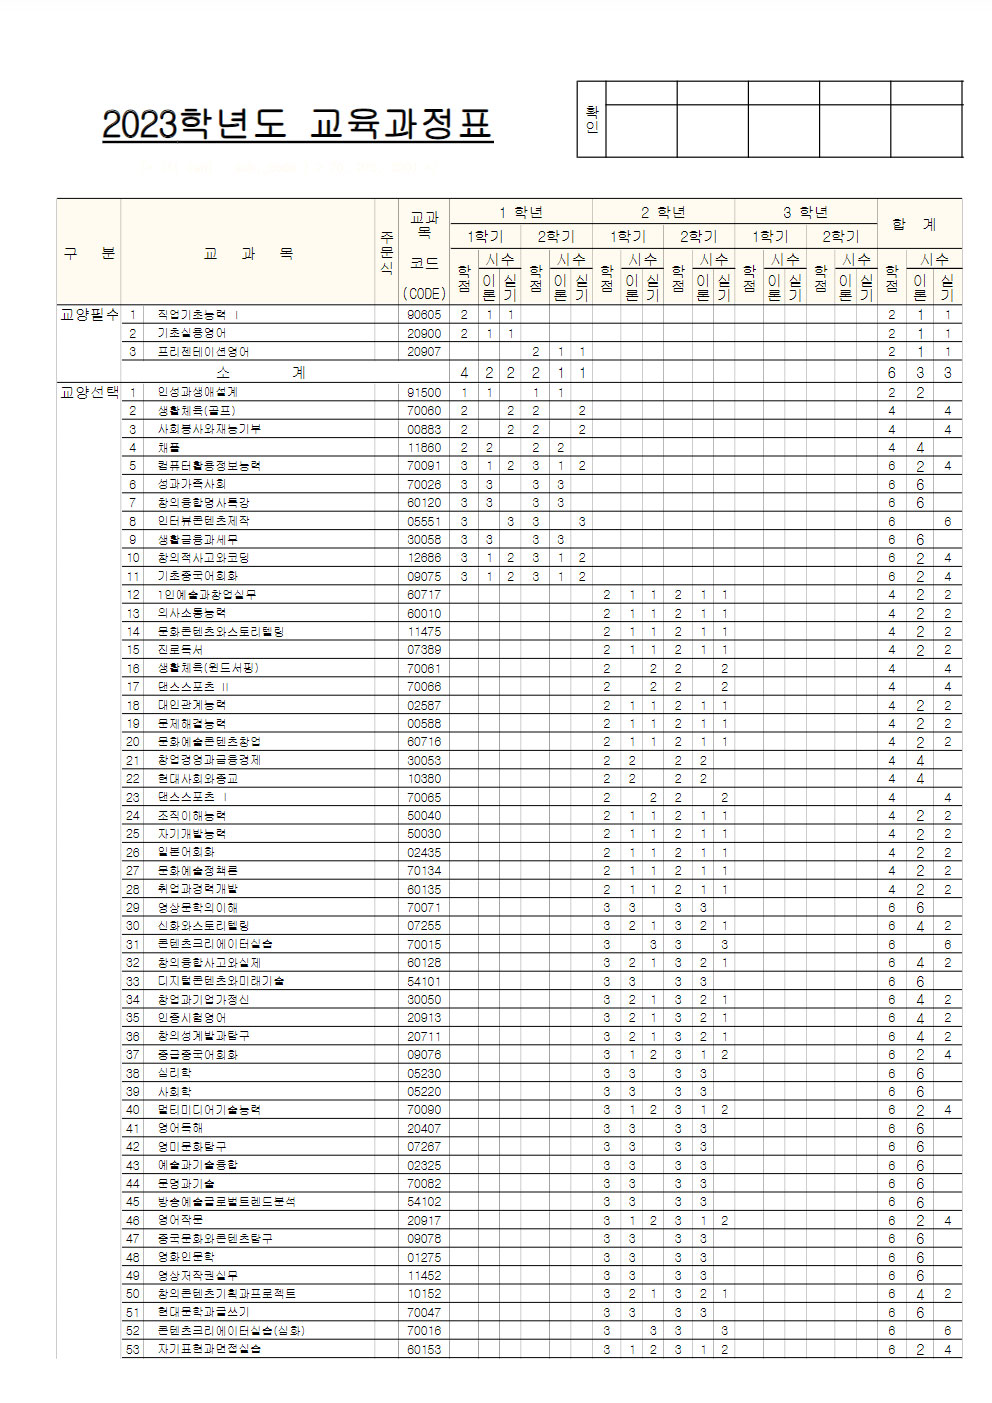 2023학년도 교육과정표
확인
구 분 교 과 목 주문식 교과목 코드 (CODE) 1 학년 2 학년 3 학년 합 계
1학기 2학기 1학기 2학기 1학기 2학기
학점 시수 학점 시수 학점 시수 학점 시수 학점 시수 학점 시수 학점 시수
이론 실기 이론 실기 이론 실기 이론 실기 이론 실기 이론 실기 이론 실기
교양필수 1 직업기초능력 Ⅰ 90605 2 1 1 2 1 1
2 기초실용영어 20900 2 1 1 2 1 1
3 프리젠테이션영어 20907 2 1 1 2 1 1
소 계 4 2 2 2 1 1 6 3 3
교양선택 1 인성과생애설계 91500 1 1 1 1 2 2
2 생활체육(골프) 70060 2 2 2 2 4 4
3 사회봉사와재능기부 00883 2 2 2 2 4 4
4 채플 11860 2 2 2 2 4 4
5 컴퓨터활용정보능력 70091 3 1 2 3 1 2 6 2 4
6 성과가족사회 70026 3 3 3 3 6 6
7 창의융합명사특강 60120 3 3 3 3 6 6
8 인터뷰콘텐츠제작 05551 3 3 3 3 6 6
9 생활금융과세무 30058 3 3 3 3 6 6
10 창의적사고와코딩 12686 3 1 2 3 1 2 6 2 4
11 기초중국어회화 09075 3 1 2 3 1 2 6 2 4
12 1인예술과창업실무 60717 2 1 1 2 1 1 4 2 2
13 의사소통능력 60010 2 1 1 2 1 1 4 2 2
14 문화콘텐츠와스토리텔링 11475 2 1 1 2 1 1 4 2 2
15 진로독서 07389 2 1 1 2 1 1 4 2 2
16 생활체육(윈드서핑) 70061 2 2 2 2 4 4
17 댄스스포츠 Ⅱ 70066 2 2 2 2 4 4
18 대인관계능력 02587 2 1 1 2 1 1 4 2 2
19 문제해결능력 00588 2 1 1 2 1 1 4 2 2
20 문화예술콘텐츠창업 60716 2 1 1 2 1 1 4 2 2
21 창업경영과금융경제 30053 2 2 2 2 4 4
22 현대사회와종교 10380 2 2 2 2 4 4
23 댄스스포츠 Ⅰ 70065 2 2 2 2 4 4
24 조직이해능력 50040 2 1 1 2 1 1 4 2 2
25 자기개발능력 50030 2 1 1 2 1 1 4 2 2
26 일본어회화 02435 2 1 1 2 1 1 4 2 2
27 문화예술정책론 70134 2 1 1 2 1 1 4 2 2
28 취업과경력개발 60135 2 1 1 2 1 1 4 2 2
29 영상문학의이해 70071 3 3 3 3 6 6
30 신화와스토리텔링 07255 3 2 1 3 2 1 6 4 2
31 콘텐츠크리에이터실습 70015 3 3 3 3 6 6
32 창의융합사고와실제 60128 3 2 1 3 2 1 6 4 2
33 디지털콘텐츠와미래기술 54101 3 3 3 3 6 6
34 창업과기업가정신 30050 3 2 1 3 2 1 6 4 2
35 인증시험영어 20913 3 2 1 3 2 1 6 4 2
36 창의성계발과탐구 20711 3 2 1 3 2 1 6 4 2
37 중급중국어회화 09076 3 1 2 3 1 2 6 2 4
38 심리학 05230 3 3 3 3 6 6
39 사회학 05220 3 3 3 3 6 6
40 멀티미디어기술능력 70090 3 1 2 3 1 2 6 2 4
41 영어독해 20407 3 3 3 3 6 6
42 영미문화탐구 07267 3 3 3 3 6 6
43 예술과기술융합 02325 3 3 3 3 6 6
44 문명과기술 70082 3 3 3 3 6 6
45 방송예술글로벌트렌드분석 54102 3 3 3 3 6 6
46 영어작문 20917 3 1 2 3 1 2 6 2 4
47 중국문화와콘텐츠탐구 09078 3 3 3 3 6 6
48 영화인문학 01275 3 3 3 3 6 6
49 영상저작권실무 11452 3 3 3 3 6 6
50 창의콘텐츠기획과프로젝트 10152 3 2 1 3 2 1 6 4 2
51 현대문학과글쓰기 70047 3 3 3 3 6 6
52 콘텐츠크리에이터실습(심화) 70016 3 3 3 3 6 6
53 자기표현과면접실습 60153 3 1 2 3 1 2 6 2 4